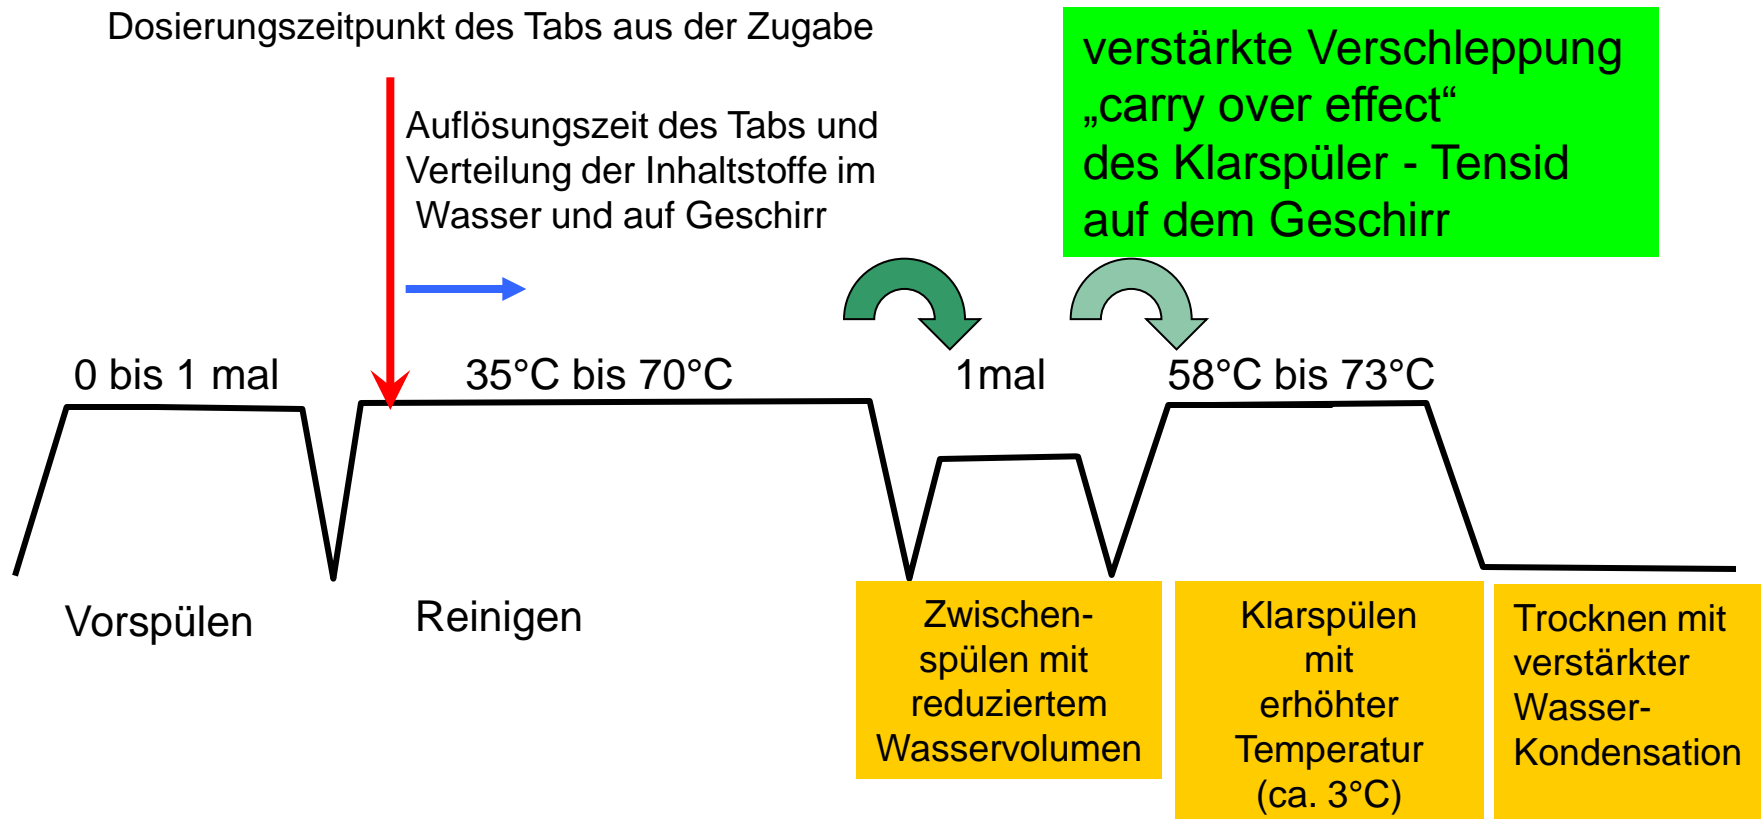 Dosierungszeitpunkt des Tabs aus der Zugabe
Auflösungszeit des Tabs und
Verteilung der Inhaltstoffe im
Wasser und auf Geschirr
verstärkte Verschleppung
„carry over effect“
des Klarspüler - Tensid
auf dem Geschirr
0 bis 1 mal
35°C bis 70°C
1mal
58°C bis 73°C
Vorspülen
Reinigen
Zwischen-
spülen mit
reduziertem
Wasservolumen
Klarspülen
mit
erhöhter
Temperatur
(ca. 3°C)
Trocknen mit
verstärkter
Wasser-
Kondensation